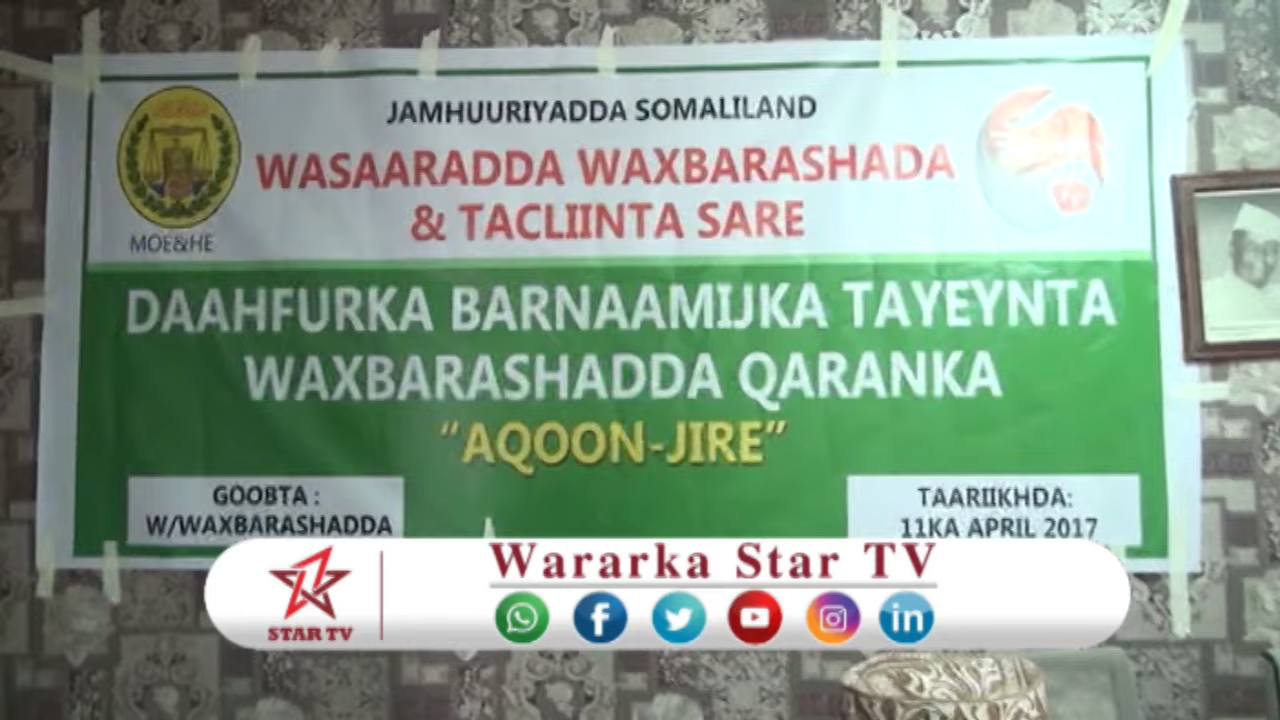 JAMHUURIYADDA SOMALILAND
WASAARADDA WAXBARASHADA
& TACLIINTA SARE
MOE&HE
DAAHFURKA BARNAAMIJKA TAYEYNTA
WAXBARASHADDA QARANKA
“AQOON-JIRE”
GOOBTA :
W/WAXBARASHADDA
TAARIIKHDA:
11KA APRIL 2017
Wararka Star TV
STAR TV
in